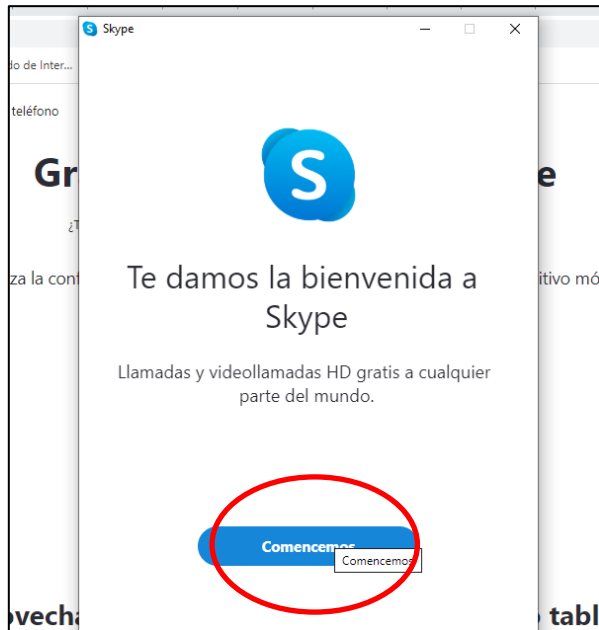 Skype
do de Inter...
teléfono
Gr
e
¿T
za la conf
itivo mó
S
Te damos la bienvenida a
Skype
Llamadas y videollamadas HD gratis a cualquier
parte del mundo.
Comencemos
Comencemos
ovecha
tabl